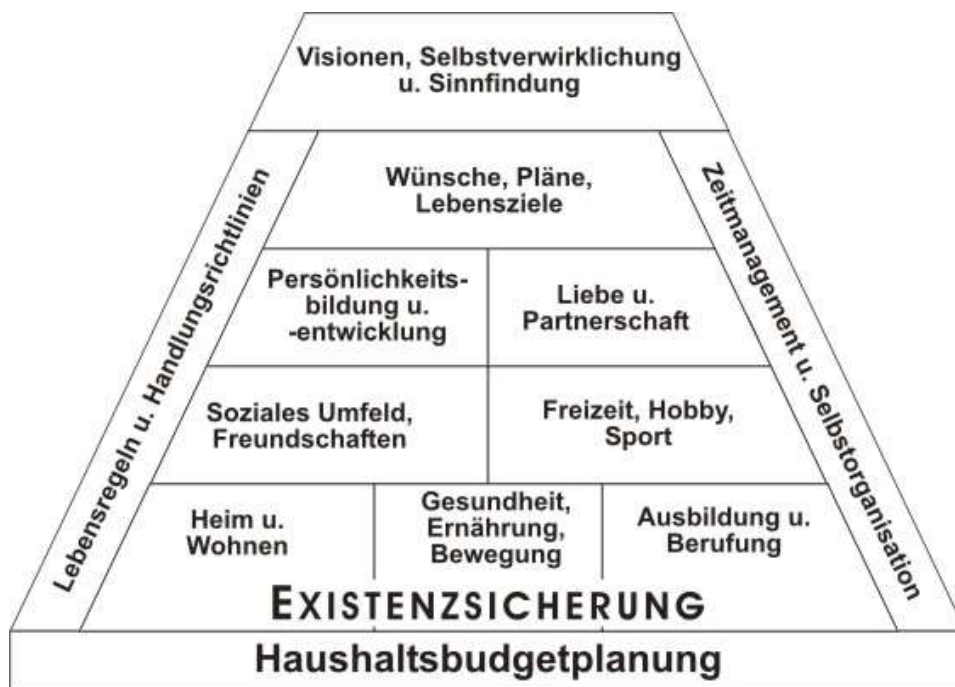 Visionen, Selbstverwirklichung
u. Sinnfindung
Lebensregeln u. Handlungsrichtlinien
Zeitmanagement u. Selbstorganisation
Wünsche, Pläne,
Lebensziele
Persönlichkeits-
bildung u.
-entwicklung
Liebe u.
Partnerschaft
Soziales Umfeld,
Freundschaften
Freizeit, Hobby,
Sport
Heim u.
Wohnen
Gesundheit,
Ernährung,
Bewegung
Ausbildung u.
Berufung
EXISTENZSICHERUNG
Haushaltsbudgetplanung